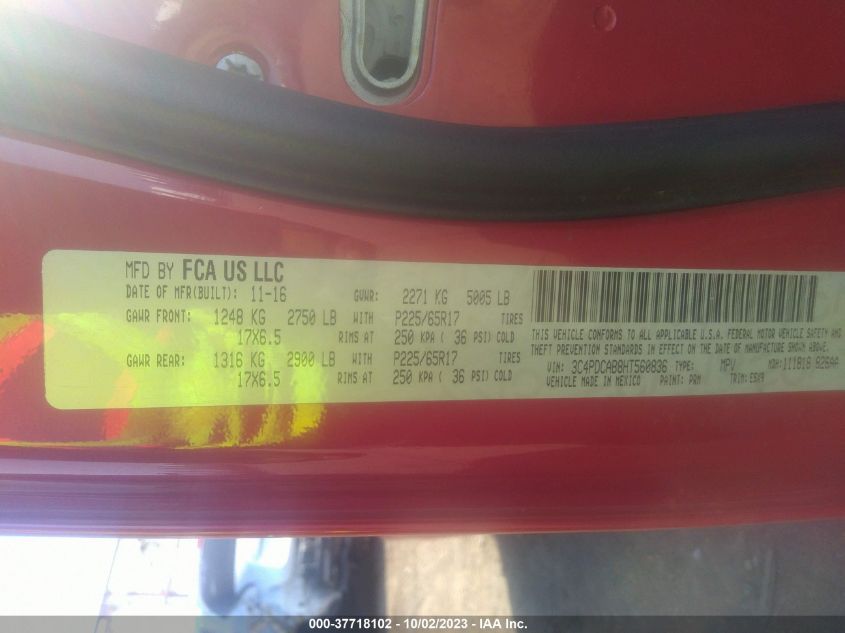 MFD BY FCA US LLC
DATE OF MFR(BUILT): 11-16 GVWR: 2271 KG 5005 LB
GAWR FRONT: 1248 KG 2750 LB WITH P225/65R17 TIRES
17X6.5 RIMS AT 250 KPA ( 36 PSI) COLD
GAWR REAR: 1316 KG 2900 LB WITH P225/65R17 TIRES
17X6.5 RIMS AT 250 KPA ( 36 PSI) COLD
THIS VEHICLE CONFORMS TO ALL APPLICABLE U.S.A. FEDERAL MOTOR VEHICLE SAFETY AND
THEFT PREVENTION STANDARDS IN EFFECT ON THE DATE OF MANUFACTURE SHOWN ABOVE.
VIN: 3C4PDCAB8HT560836 TYPE: MPV MDH: 111818
VEHICLE MADE IN MEXICO PAINT: PRM TRIM: E5X9
000-37718102 - 10/02/2023 - IAA Inc.